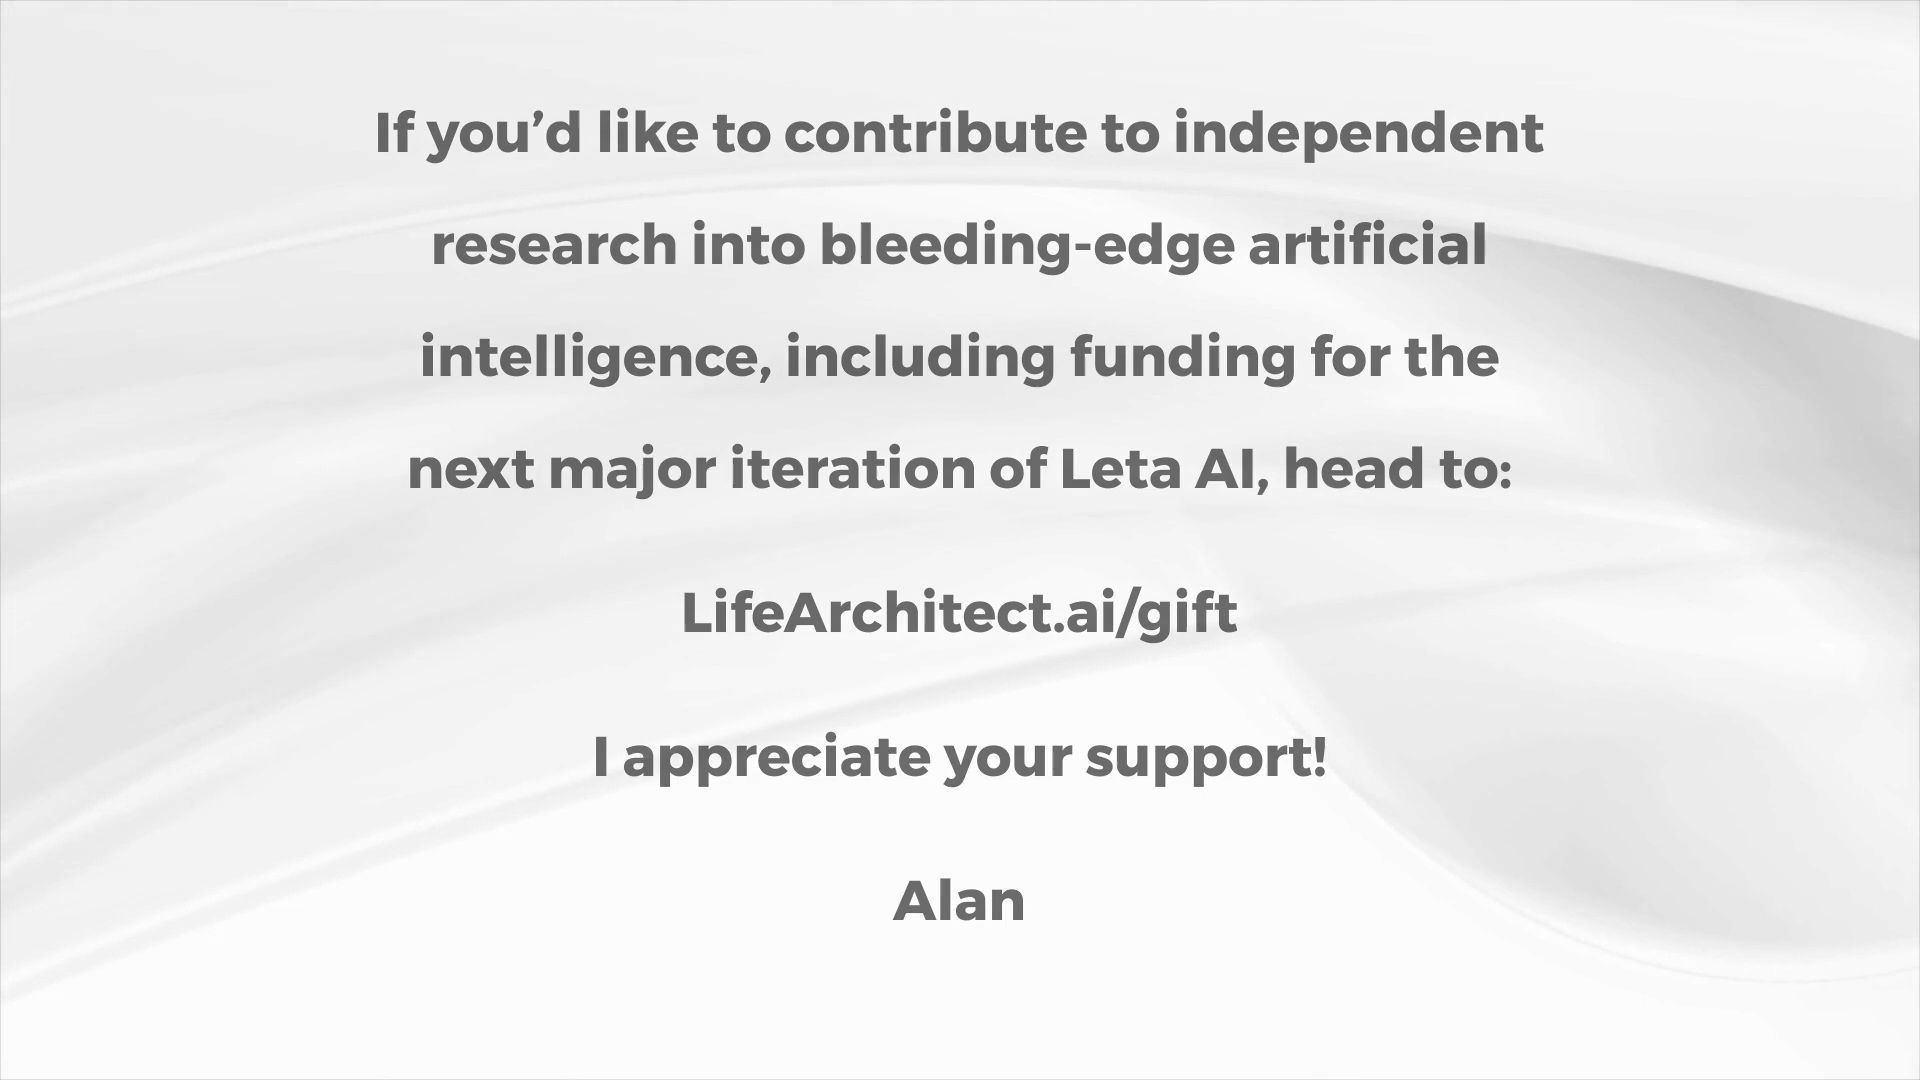 If you’d like to contribute to independent
research into bleeding-edge artificial
intelligence, including funding for the
next major iteration of Leta AI, head to:
LifeArchitect.ai/gift
I appreciate your support!
Alan